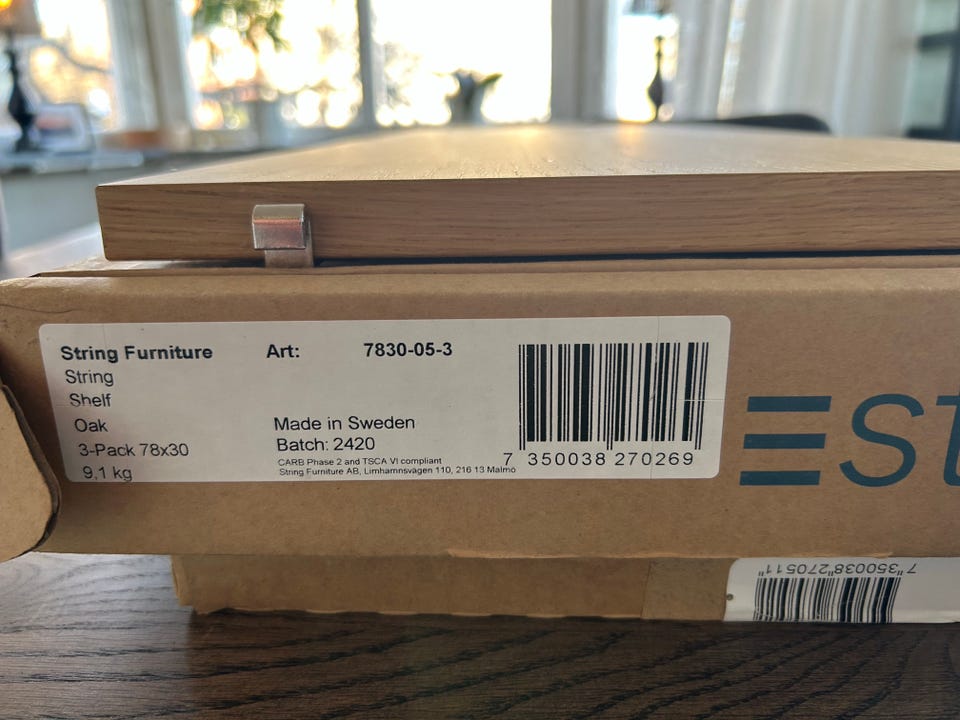 String Furniture Art: 7830-05-3
String
Shelf
Oak Made in Sweden
3-Pack 78x30 Batch: 2420
9,1 kg CARB Phase 2 and TSCA VI compliant
String Furniture AB, Limhamnsvägen 110, 216 13 Malmö
7 350038 270269
St
7"350038"270511"